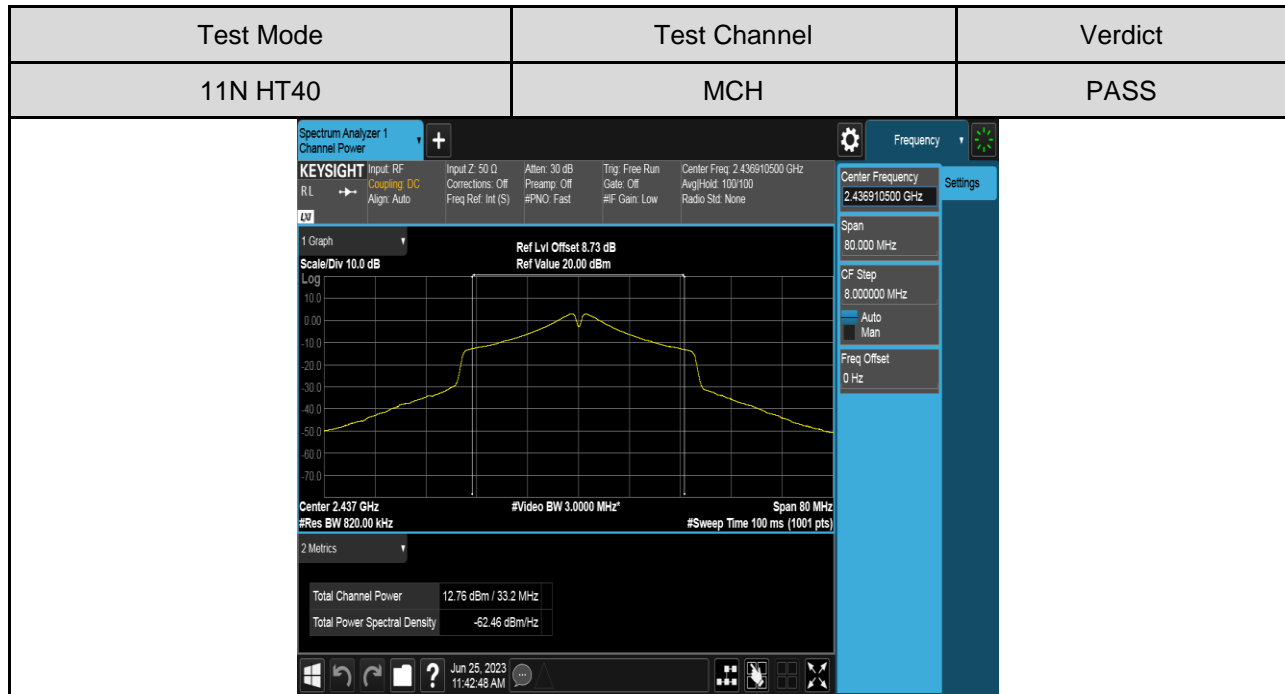 Test Mode Test Channel Verdict
11N HT40 MCH PASS
Spectrum Analyzer 1
Channel Power
+
Frequency
KEYSIGHT Input: RF Input Z: 50 Ω Atten: 30 dB Trig: Free Run Center Freq: 2.436910500 GHz
RL Coupling: DC Corrections: Off Preamp: Off Gate: Off Avg|Hold: 100/100
Align: Auto Freq Ref: Int (S) #PNO: Fast #IF Gain: Low Radio Std: None
LXI
Center Frequency
2.436910500 GHz
Settings
Span
80.000 MHz
CF Step
8.000000 MHz
Auto
Man
Freq Offset
0 Hz
1 Graph Ref Lvl Offset 8.73 dB
Scale/Div 10.0 dB Ref Value 20.00 dBm
Log
10.0
0.00
-10.0
-20.0
-30.0
-40.0
-50.0
-60.0
-70.0
Center 2.437 GHz #Video BW 3.0000 MHz* Span 80 MHz
#Res BW 820.00 kHz #Sweep Time 100 ms (1001 pts)
2 Metrics
Total Channel Power 12.76 dBm / 33.2 MHz
Total Power Spectral Density -62.46 dBm/Hz
? Jun 25, 2023
11:42:48 AM